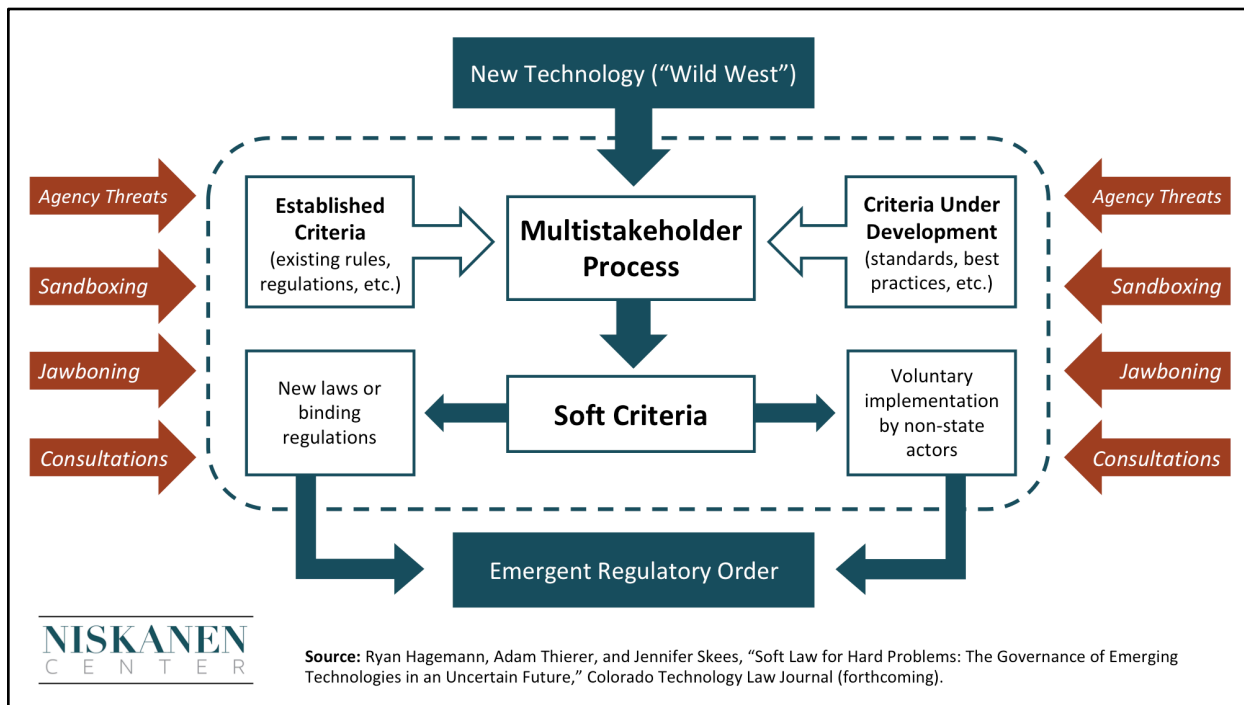 New Technology (“Wild West”)
Agency Threats
Sandboxing
Jawboning
Consultations
Established
Criteria
(existing rules,
regulations, etc.)
Multistakeholder
Process
Criteria Under
Development
(standards, best
practices, etc.)
Agency Threats
Sandboxing
Jawboning
Consultations
New laws or
binding
regulations
Soft Criteria
Voluntary
implementation
by non-state
actors
Emergent Regulatory Order
NISKANEN
CENTER
Source: Ryan Hagemann, Adam Thierer, and Jennifer Skees, “Soft Law for Hard Problems: The Governance of Emerging
Technologies in an Uncertain Future,” Colorado Technology Law Journal (forthcoming).